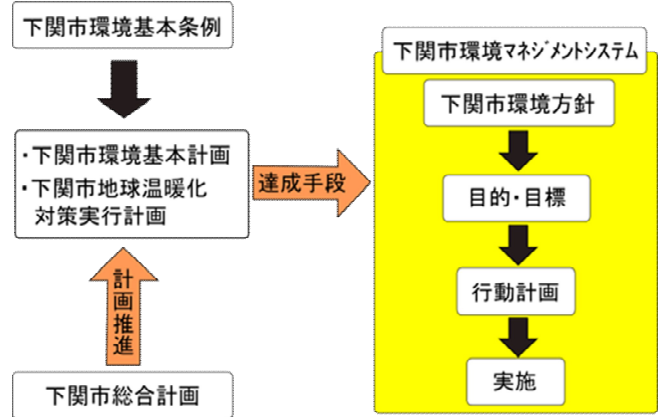 下関市環境基本条例
・下関市環境基本計画
・下関市地球温暖化
対策実行計画
計画推進
下関市総合計画
達成手段
下関市環境マネジメントシステム
下関市環境方針
目的・目標
行動計画
実施